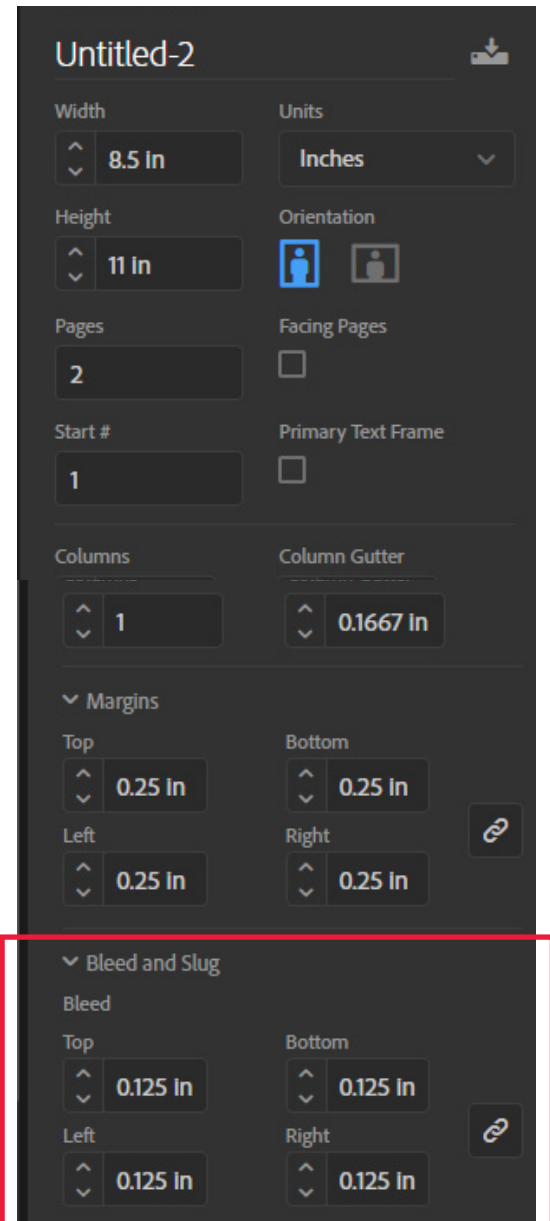 Untitled-2
Width Units
8.5 in Inches
Height Orientation
11 in
Pages Facing Pages
2
Start # Primary Text Frame
1
Columns Column Gutter
1 0.1667 in
Margins
Top Bottom
0.25 in 0.25 in
Left Right
0.25 in 0.25 in
Bleed and Slug
Bleed
Top Bottom
0.125 in 0.125 in
Left Right
0.125 in 0.125 in